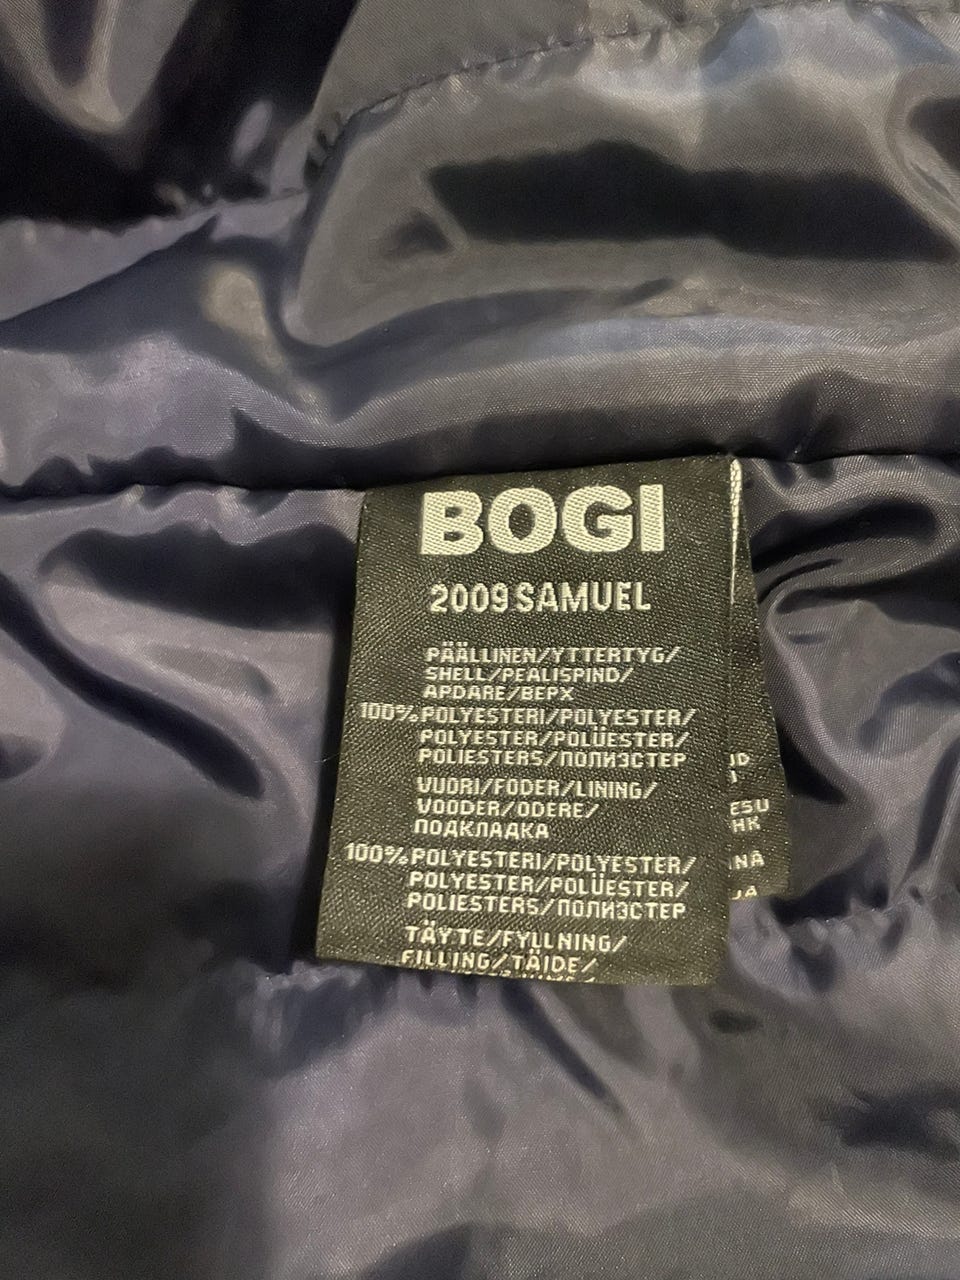 BOGI
2009 SAMUEL
PÄÄLLINEN/YTTERTYG/
SHELL/PEALISPIND/
APDARE/ВЕРХ
100% POLYESTERI/POLYESTER/
POLYESTER/POLÜESTER/
POLIESTERS/ПОЛИЭСТЕР
VUORI/FODER/LINING/
VOODER/ODERE/
ПОДКЛАДКА
100% POLYESTERI/POLYESTER/
POLYESTER/POLÜESTER/
POLIESTERS/ПОЛИЭСТЕР
TÄYTE/FYLLNING/
FILLING/TÄIDE/